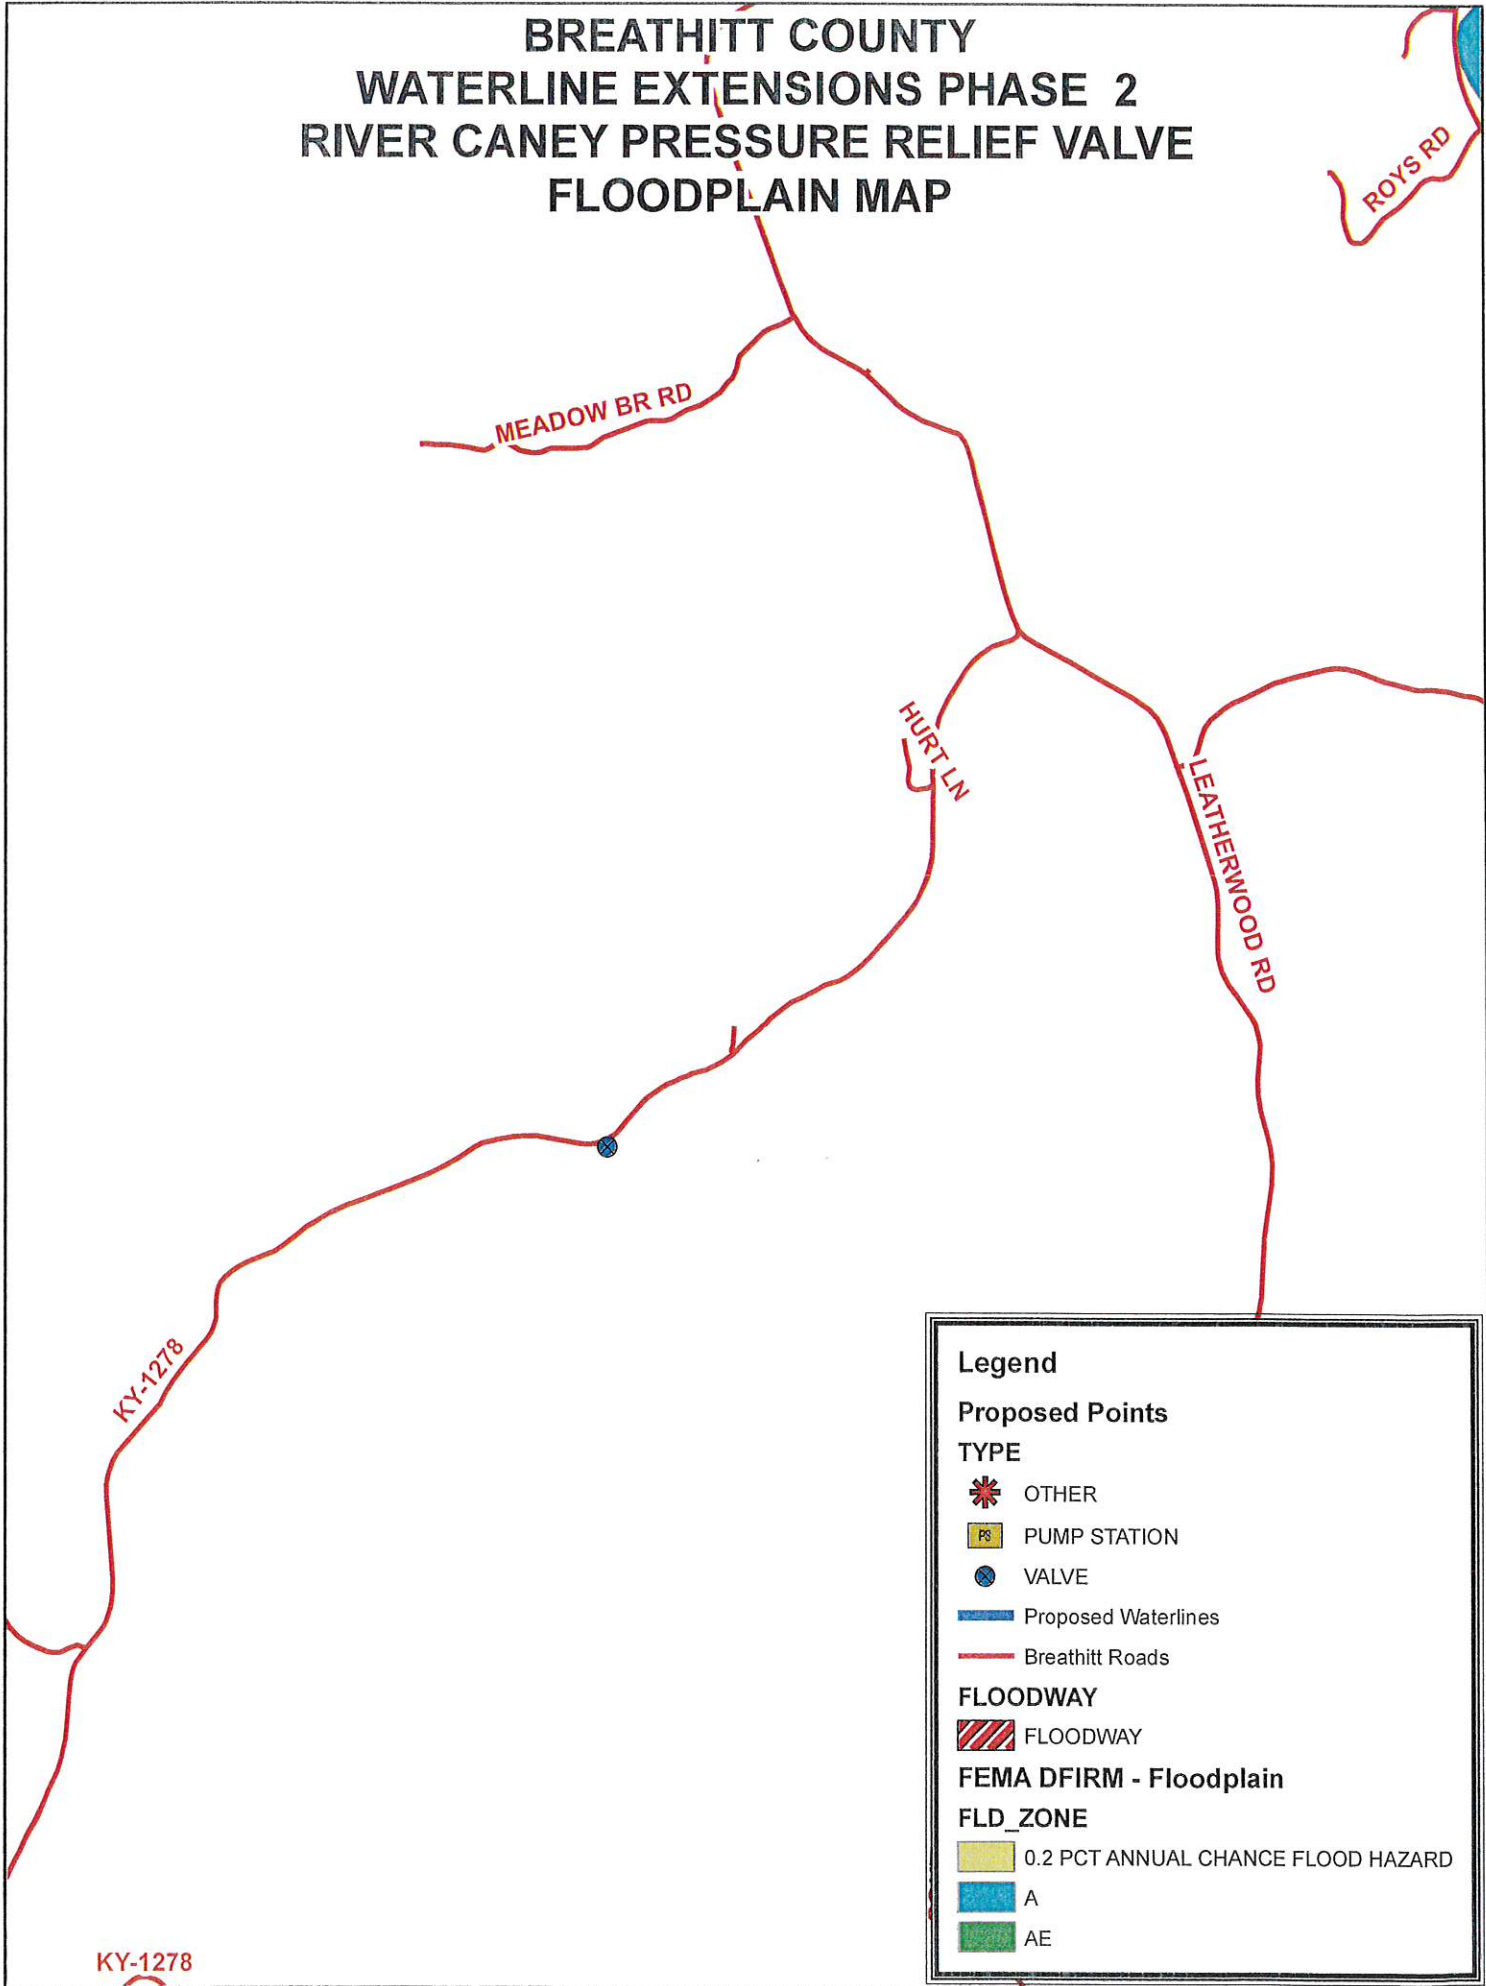 BREATHITT COUNTY
WATERLINE EXTENSIONS PHASE 2
RIVER CANEY PRESSURE RELIEF VALVE
FLOODPLAIN MAP
ROYS RD
MEADOW BR RD
HURT LN
LEATHERWOOD RD
KY-1278
KY-1278
Legend
Proposed Points
TYPE
OTHER
PS PUMP STATION
VALVE
Proposed Waterlines
Breathitt Roads
FLOODWAY
FLOODWAY
FEMA DFIRM - Floodplain
FLD_ZONE
0.2 PCT ANNUAL CHANCE FLOOD HAZARD
A
AE